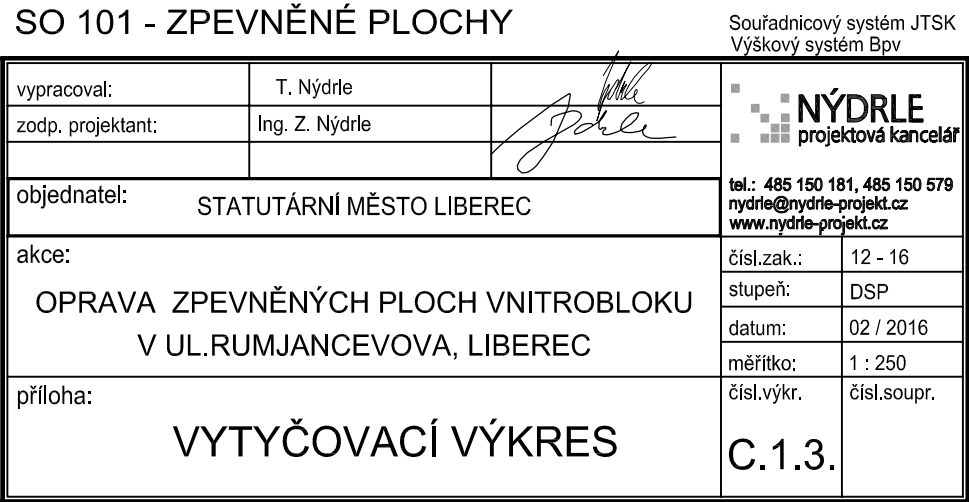 SO 101 - ZPEVNĚNÉ PLOCHY
Souřadnicový systém JTSK
Výškový systém Bpv
vypracoval: T. Nýdrle
zodp. projektant: Ing. Z. Nýdrle
NÝDRLE
projektová kancelář
tel.: 485 150 181, 485 150 579
nydrle@nydrle-projekt.cz
www.nydrle-projekt.cz
objednatel: STATUTÁRNÍ MĚSTO LIBEREC
akce:
OPRAVA ZPEVNĚNÝCH PLOCH VNITROBLOKU
V UL.RUMJANCEVOVA, LIBEREC
čísl.zak.: 12 - 16
stupeň: DSP
datum: 02 / 2016
měřítko: 1 : 250
příloha:
VYTYČOVACÍ VÝKRES
čísl.výkr. čísl.soupr.
C.1.3.